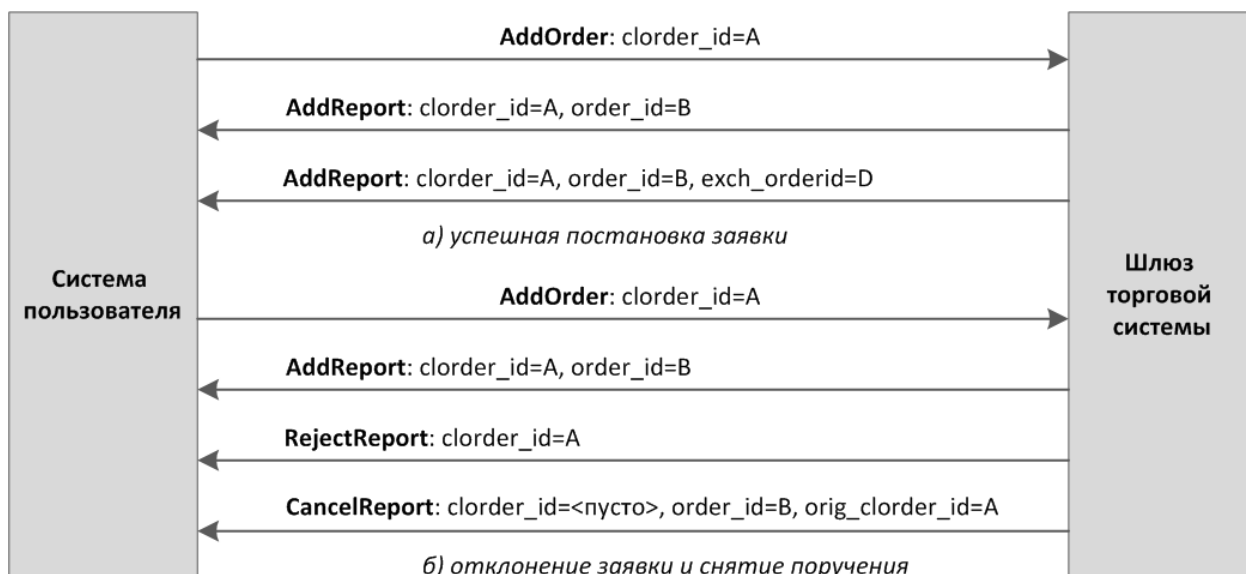 AddOrder: clorder_id=A
AddReport: clorder_id=A, order_id=B
AddReport: clorder_id=A, order_id=B, exch_orderid=D
а) успешная постановка заявки
Система
пользователя
Шлюз
торговой
системы
AddOrder: clorder_id=A
AddReport: clorder_id=A, order_id=B
RejectReport: clorder_id=A
CancelReport: clorder_id=<пусто>, order_id=B, orig_clorder_id=A
б) отклонение заявки и снятие поручения